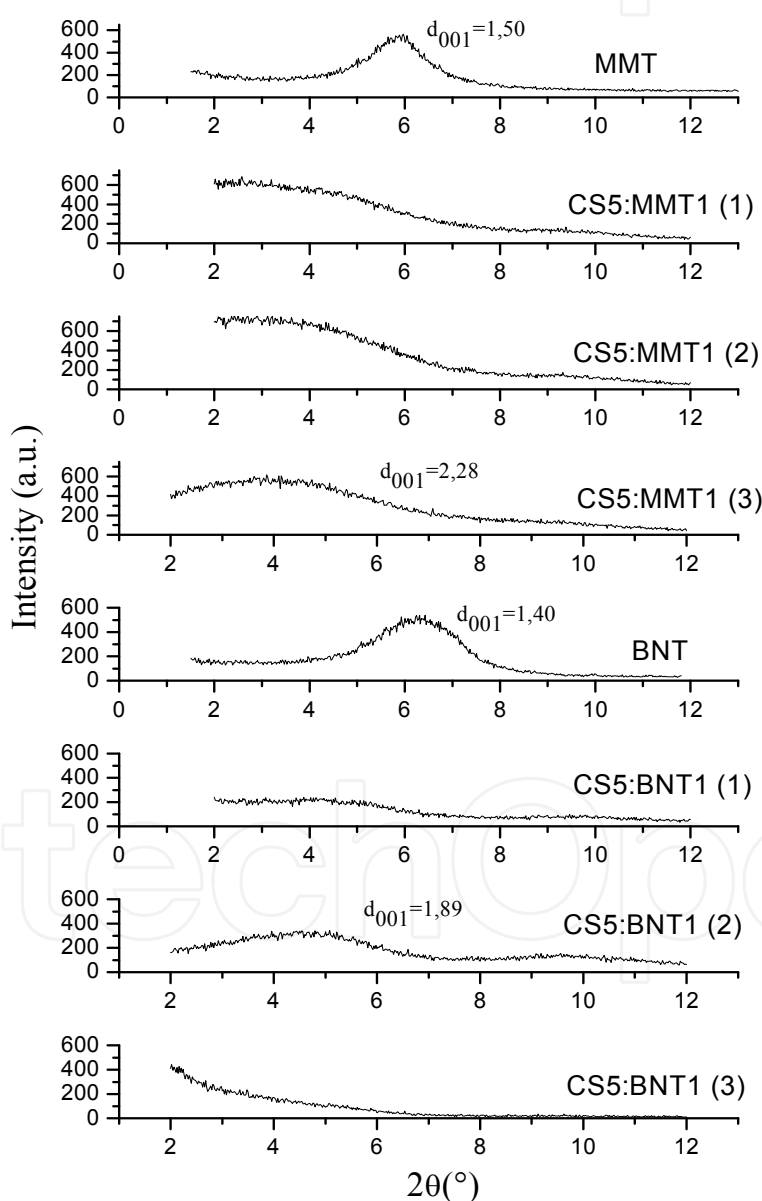 Intensity (a.u.)
600
400
200
0
d001=1,50
MMT
0 2 4 6 8 10 12
600
400
200
0
CS5:MMT1 (1)
0 2 4 6 8 10 12
600
400
200
0
CS5:MMT1 (2)
0 2 4 6 8 10 12
600
400
200
0
d001=2,28
CS5:MMT1 (3)
2 4 6 8 10 12
600
400
200
0
d001=1,40
BNT
0 2 4 6 8 10 12
600
400
200
0
CS5:BNT1 (1)
0 2 4 6 8 10 12
600
400
200
0
d001=1,89
CS5:BNT1 (2)
2 4 6 8 10 12
600
400
200
0
CS5:BNT1 (3)
2 4 6 8 10 12
2θ(°)